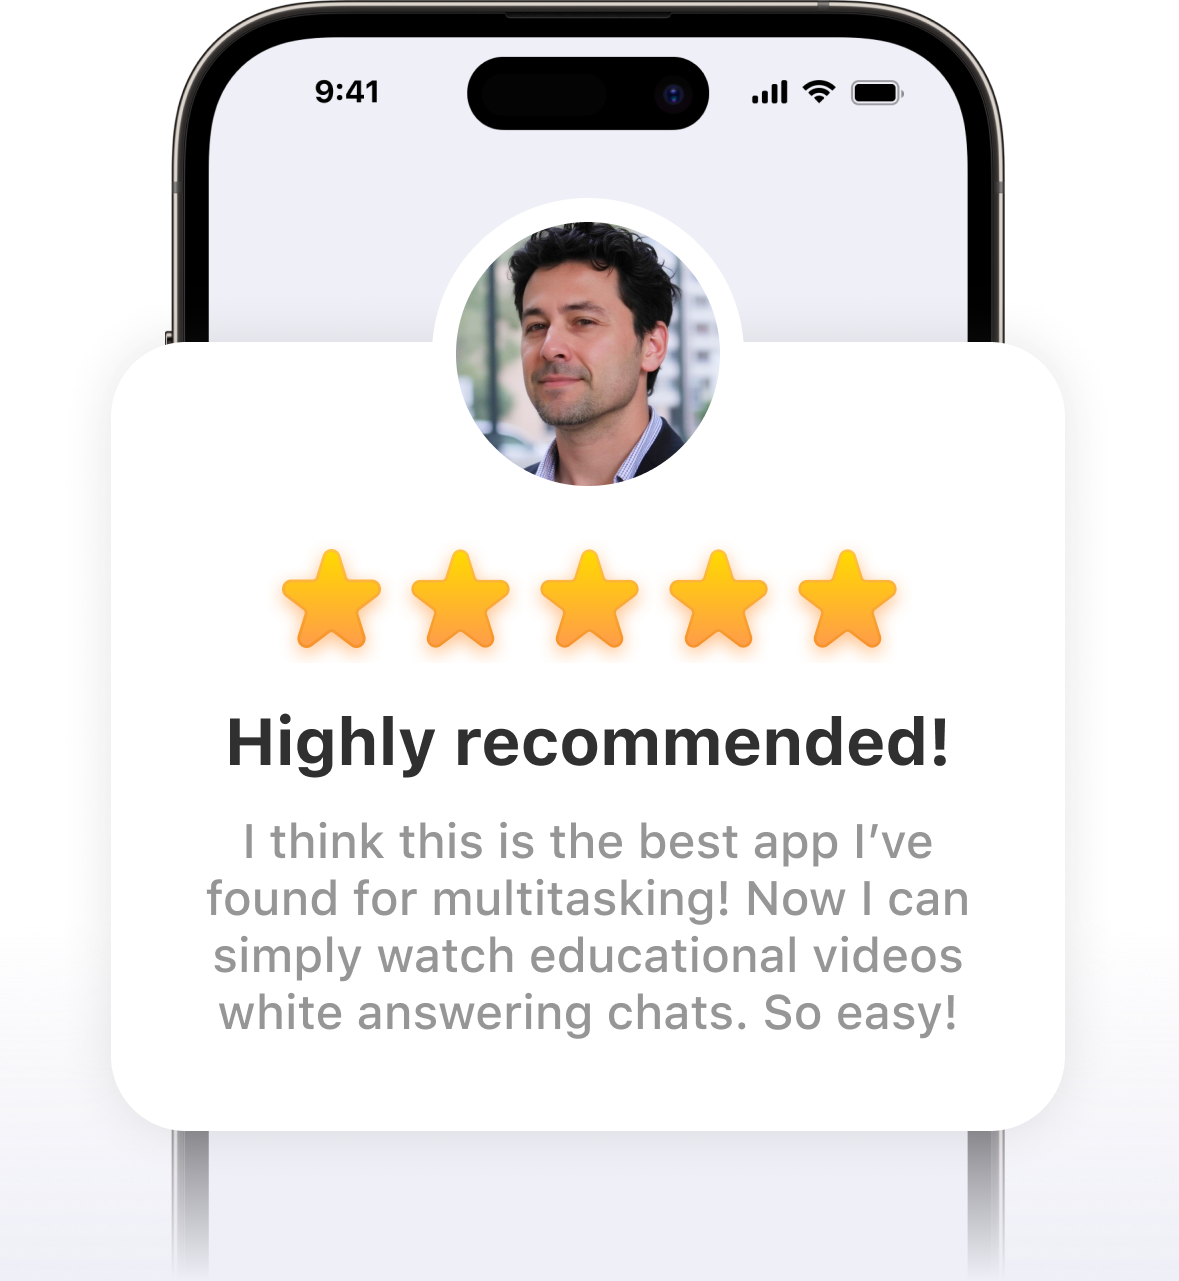 9:41
Highly recommended!
I think this is the best app I’ve
found for multitasking! Now I can
simply watch educational videos
white answering chats. So easy!